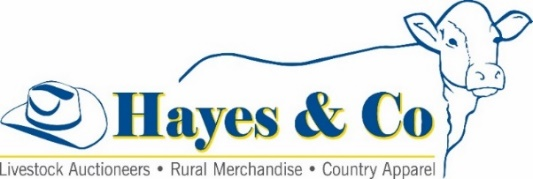 Hayes & Co
Livestock Auctioneers • Rural Merchandise • Country Apparel